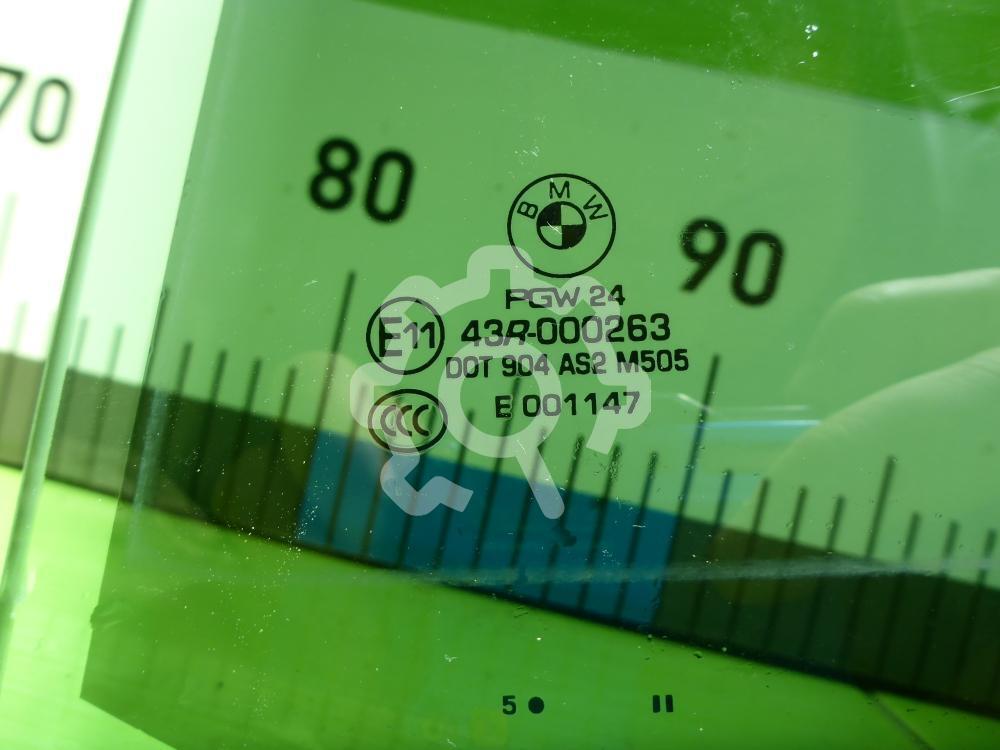 70
80
90
BMW
PGW 24
E11 43R-000263
DOT 904 AS2 M505
CCC E 001147
5 ● II